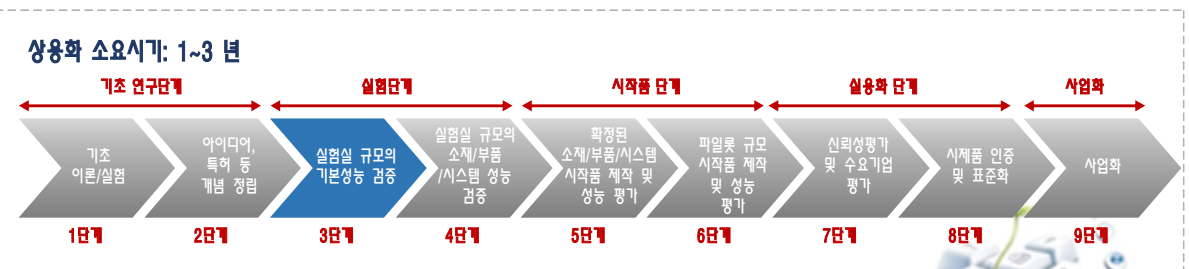 상용화 소요시기: 1~3 년
기초 연구단계
실험단계
시작품 단계
실용화 단계
사업화
기초
이론/실험
아이디어,
특허 등
개념 정립
실험실 규모의
기본성능 검증
실험실 규모의
소재/부품
/시스템 성능
검증
확정된
소재/부품/시스템
시작품 제작 및
성능 평가
파일롯 규모
시작품 제작
및 성능
평가
신뢰성평가
및 수요기업
평가
시제품 인증
및 표준화
사업화
1단계
2단계
3단계
4단계
5단계
6단계
7단계
8단계
9단계